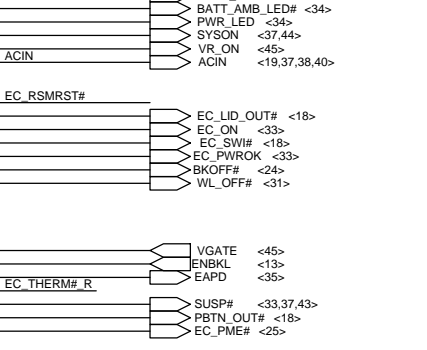 BATT_AMB_LED# <34>
PWR_LED <34>
SYSON <37,44>
VR_ON <45>
ACIN ACIN <19,37,38,40>
EC_RSMRST#
EC_LID_OUT# <18>
EC_ON <33>
EC_SWI# <18>
EC_PWROK <33>
BKOFF# <24>
WL_OFF# <31>
VGATE <45>
ENBKL <13>
EAPD <35>
EC_THERM#_R
SUSP# <33,37,43>
PBTN_OUT# <18>
EC_PME# <25>